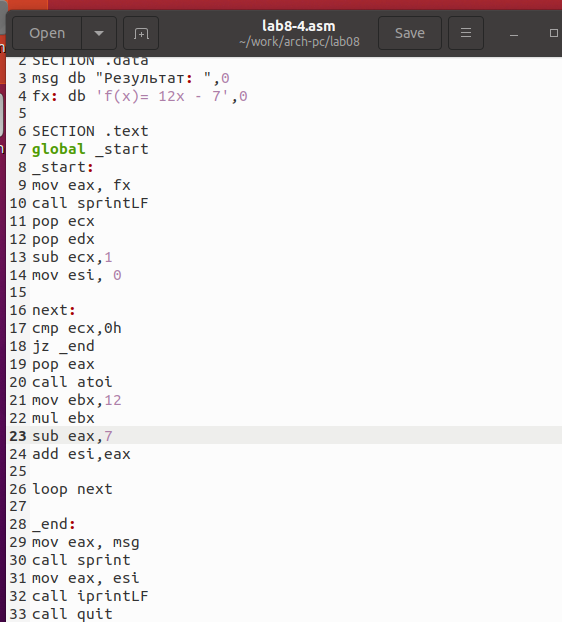 Open
lab8-4.asm
~/work/arch-pc/lab08
Save
2 SECTION .data
3 msg db "Результат: ",0
4 fx: db 'f(x)= 12x - 7',0
5
6 SECTION .text
7 global _start
8 _start:
9 mov eax, fx
10 call sprintLF
11 pop ecx
12 pop edx
13 sub ecx,1
14 mov esi, 0
15
16 next:
17 cmp ecx,0h
18 jz _end
19 pop eax
20 call atoi
21 mov ebx,12
22 mul ebx
23 sub eax,7
24 add esi,eax
25
26 loop next
27
28 _end:
29 mov eax, msg
30 call sprint
31 mov eax, esi
32 call iprintLF
33 call quit